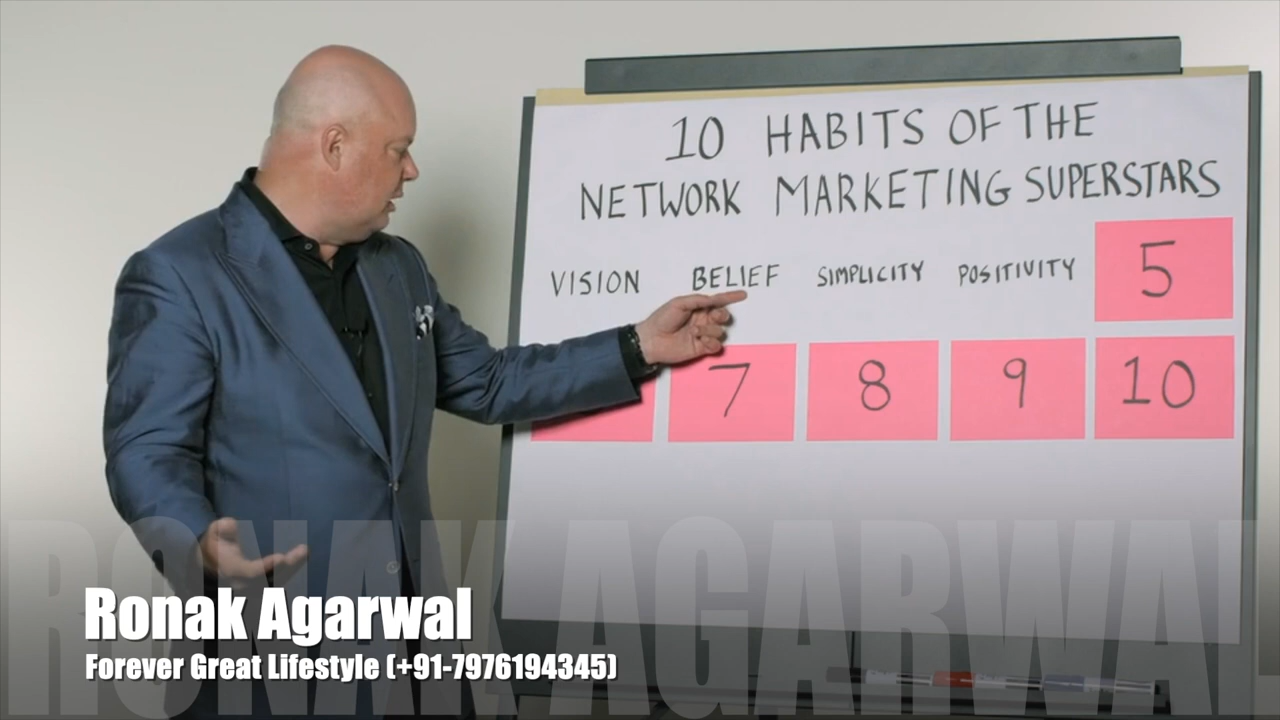 10 HABITS OF THE
NETWORK MARKETING SUPERSTARS
VISION BELIEF SIMPLICITY POSITIVITY 5
7 8 9 10
RONAK AGARWAL
Ronak Agarwal
Forever Great Lifestyle (+91-7976194345)